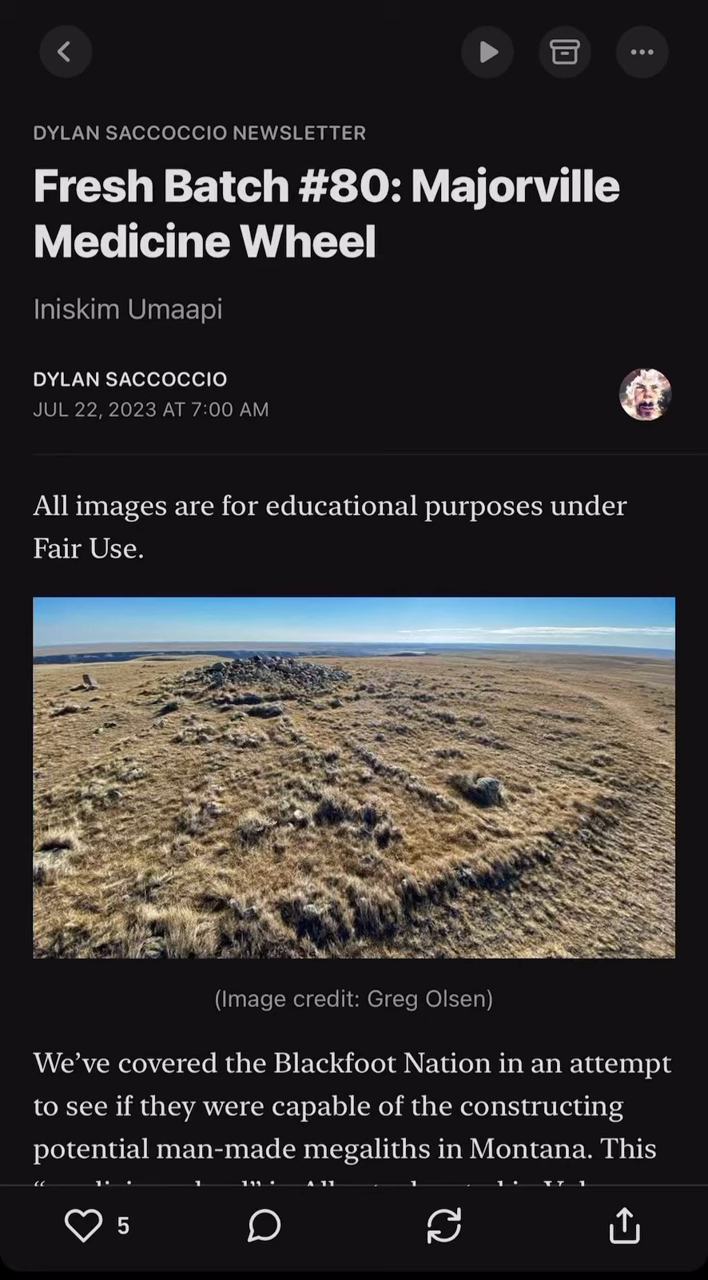 DYLAN SACCOCCIO NEWSLETTER
Fresh Batch #80: Majorville
Medicine Wheel
Iniskim Umaapi
DYLAN SACCOCCIO
JUL 22, 2023 AT 7:00 AM
All images are for educational purposes under
Fair Use.
(Image credit: Greg Olsen)
We’ve covered the Blackfoot Nation in an attempt
to see if they were capable of the constructing
potential man-made megaliths in Montana. This
5